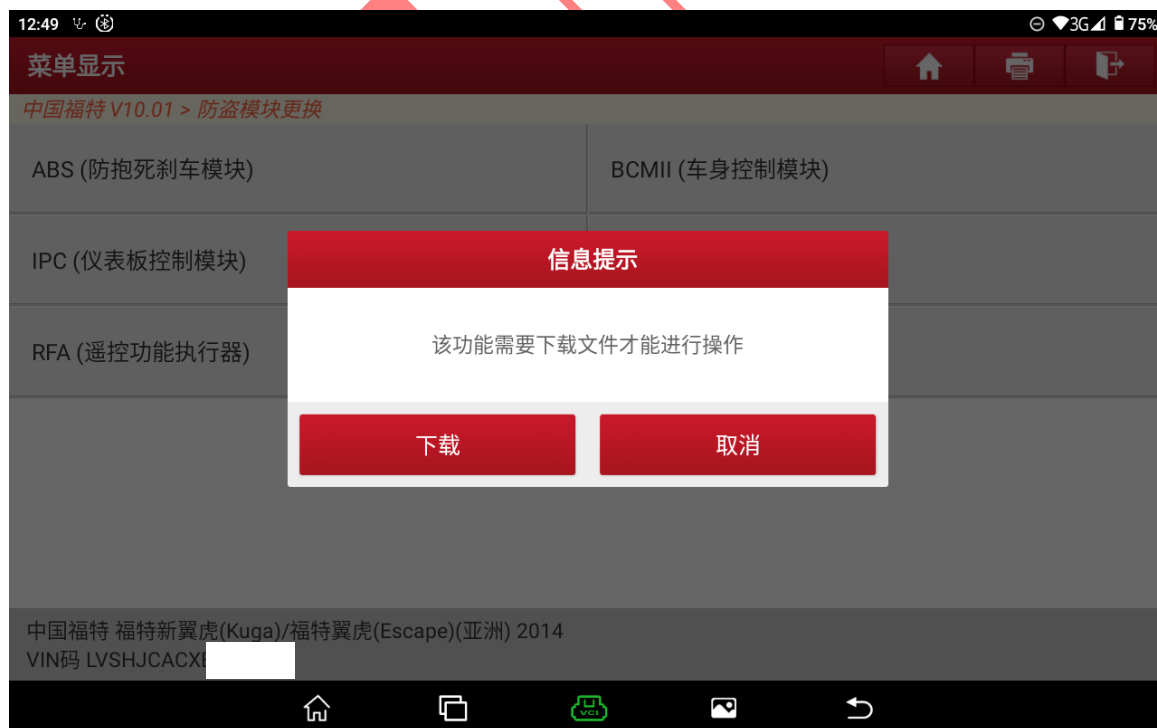 12:49
3G 75%
菜单显示
中国福特 V10.01 > 防盗模块更换
ABS (防抱死刹车模块)
BCMII (车身控制模块)
IPC (仪表板控制模块)
信息提示
该功能需要下载文件才能进行操作
RFA (遥控功能执行器)
下载
取消
中国福特 福特新翼虎(Kuga)/福特翼虎(Escape)(亚洲) 2014
VIN码 LVSHJCACX
VCI